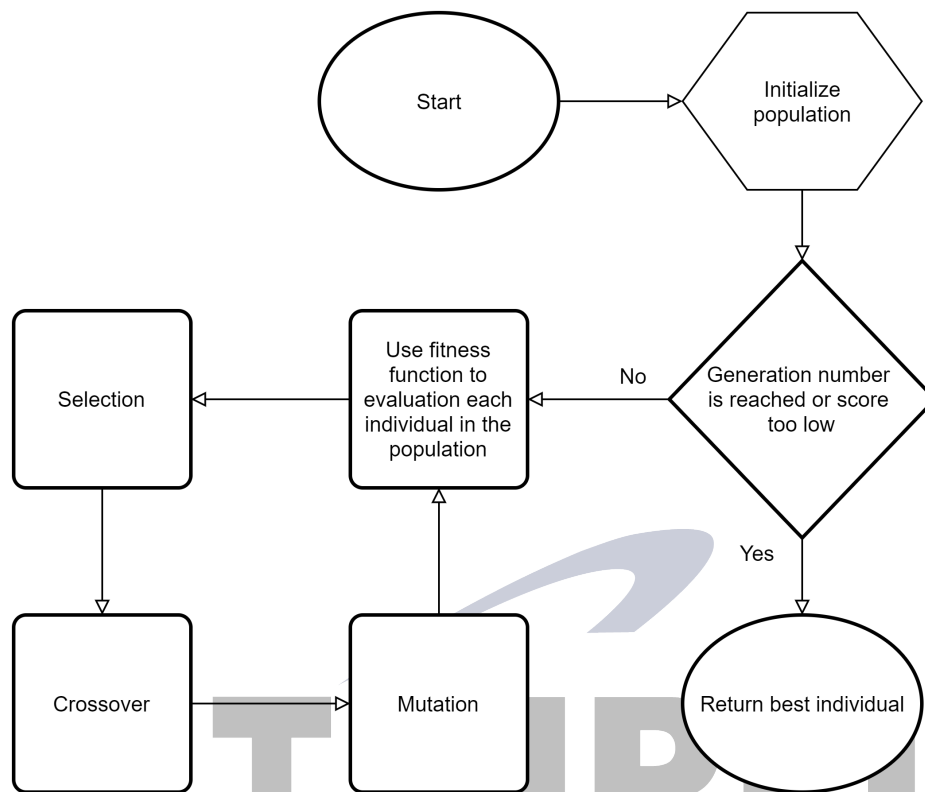 Start
Initialize
population
Generation number
is reached or score
too low
No
Yes
Use fitness
function to
evaluation each
individual in the
population
Selection
Crossover
Mutation
Return best individual